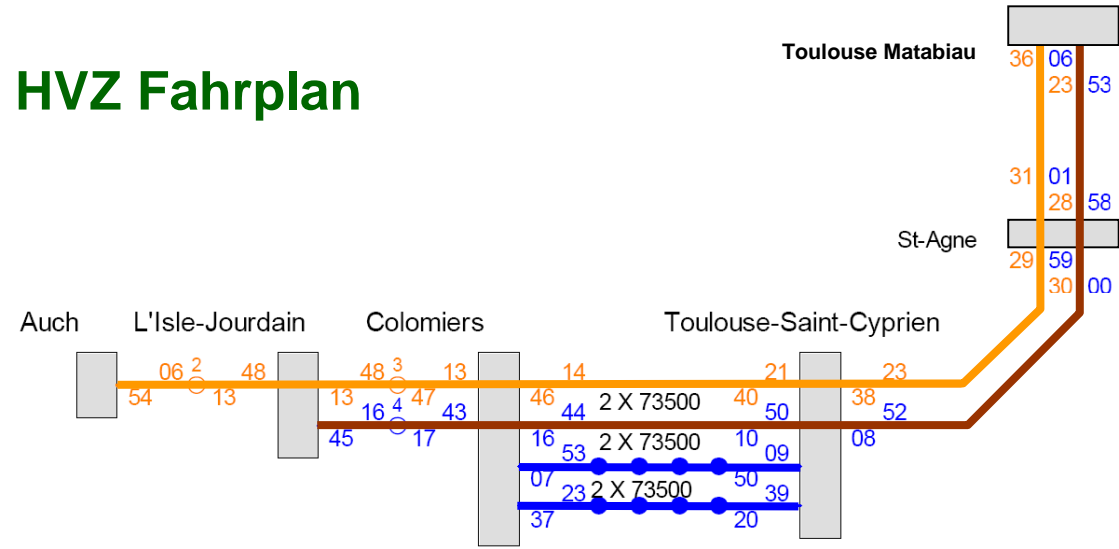 Toulouse Matabiau
36 06
23 53
HVZ Fahrplan
31 01
28 58
St-Agne
29 59
30 00
Auch L'Isle-Jourdain Colomiers Toulouse-Saint-Cyprien
06 2 48 48 3 13 14 21 23
54 13 13 47 46 40 38
16 4 43 44 2 X 73500 50 52
45 17 16 10 08
53 2 X 73500 09
07 50
23 2 X 73500 39
37 20